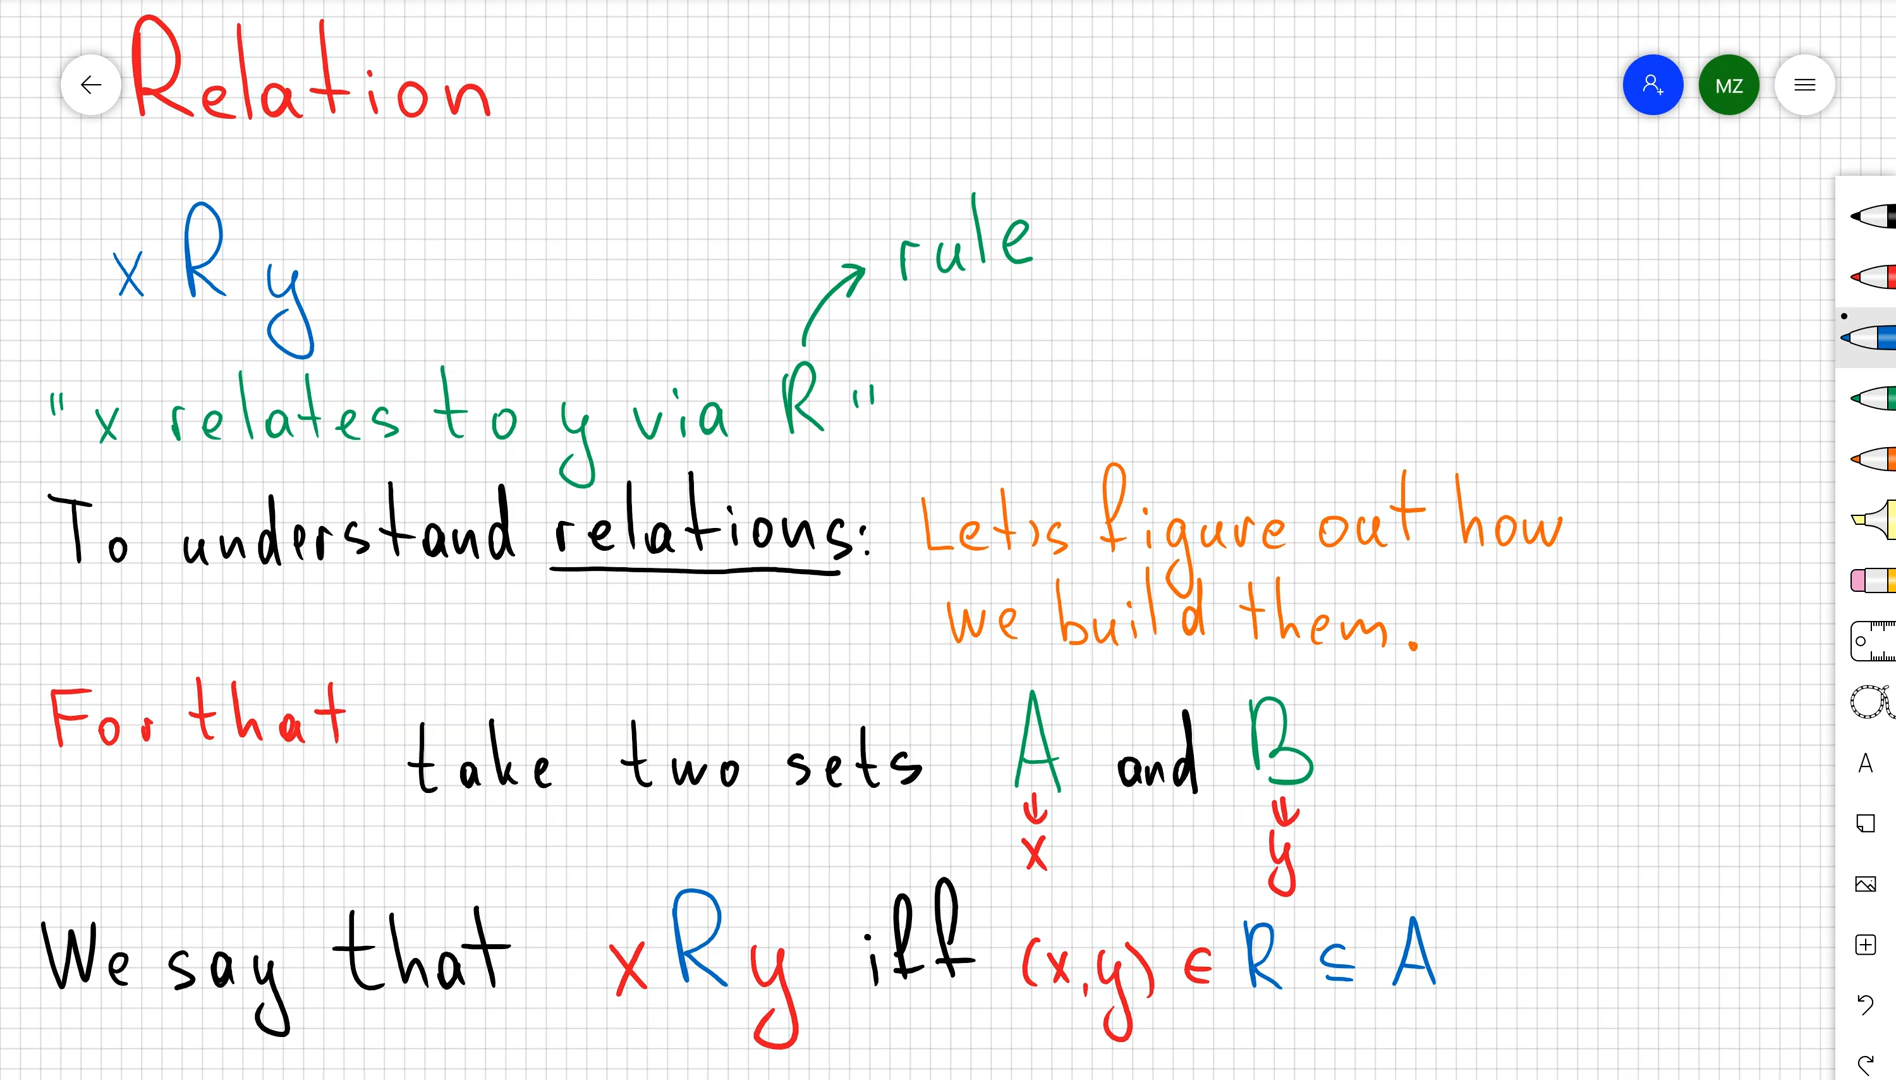 Relation
MZ
x R y
rule
"x relates to y via R"
To understand relations: Let's figure out how
we build them.
For that take two sets A and B
x y
We say that x R y iff (x,y) ∈ R ⊆ A
A